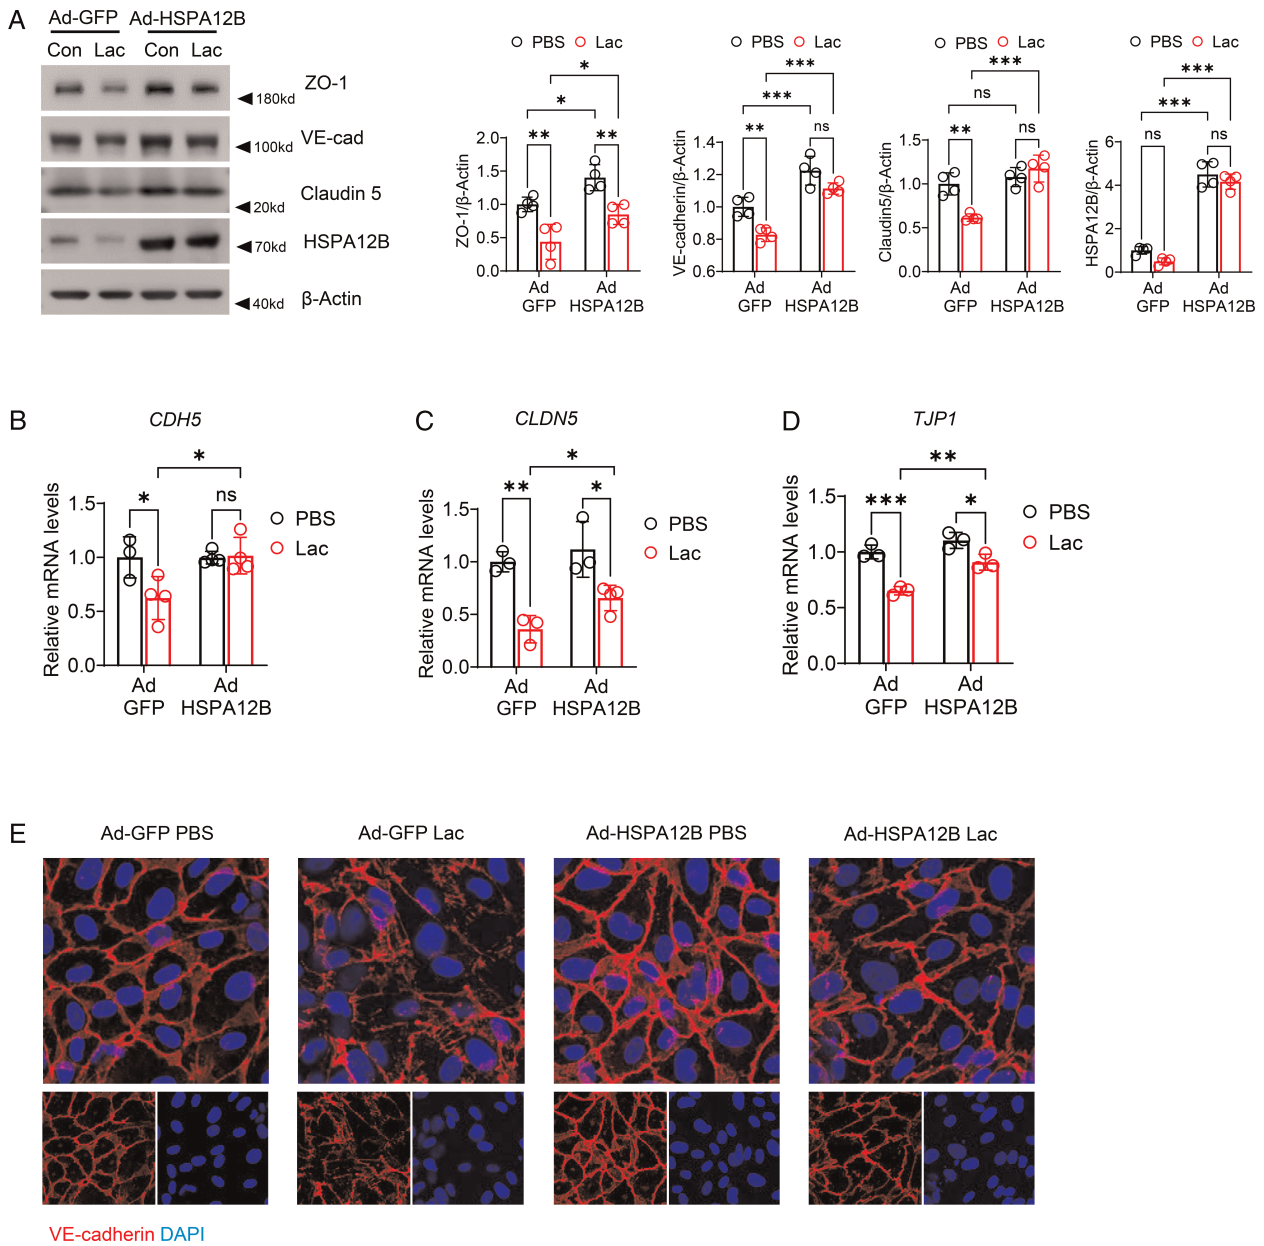 A
Ad-GFP Ad-HSPA12B
Con Lac Con Lac
ZO-1
180kd
VE-cad
100kd
Claudin 5
20kd
HSPA12B
70kd
β-Actin
40kd
PBS Lac
*
*
** **
ZO-1/β-Actin
2.0
1.5
1.0
0.5
0.0
Ad Ad
GFP HSPA12B
PBS Lac
***
***
** ns
VE-cadherin/β-Actin
1.4
1.2
1.0
0.8
0.6
Ad Ad
GFP HSPA12B
PBS Lac
***
ns
** ns
Claudin5/β-Actin
1.5
1.0
0.5
0.0
Ad Ad
GFP HSPA12B
PBS Lac
***
***
ns ns
HSPA12B/β-Actin
6
4
2
0
Ad Ad
GFP HSPA12B
B
CDH5
*
* ns
Relative mRNA levels
1.5
1.0
0.5
0.0
PBS
Lac
Ad Ad
GFP HSPA12B
C
CLDN5
*
** *
Relative mRNA levels
1.5
1.0
0.5
0.0
PBS
Lac
Ad Ad
GFP HSPA12B
D
TJP1
**
*** *
Relative mRNA levels
1.5
1.0
0.5
0.0
PBS
Lac
Ad Ad
GFP HSPA12B
E
Ad-GFP PBS Ad-GFP Lac Ad-HSPA12B PBS Ad-HSPA12B Lac
VE-cadherin DAPI